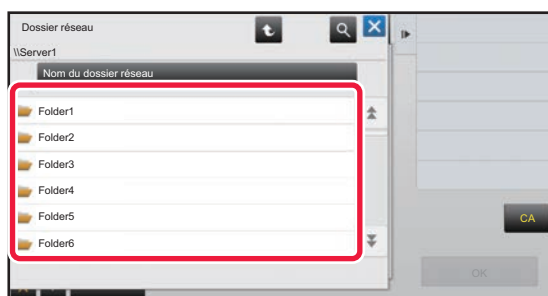 Dossier réseau
\\Server1
Nom du dossier réseau
Folder1
Folder2
Folder3
Folder4
Folder5
Folder6
CA
OK